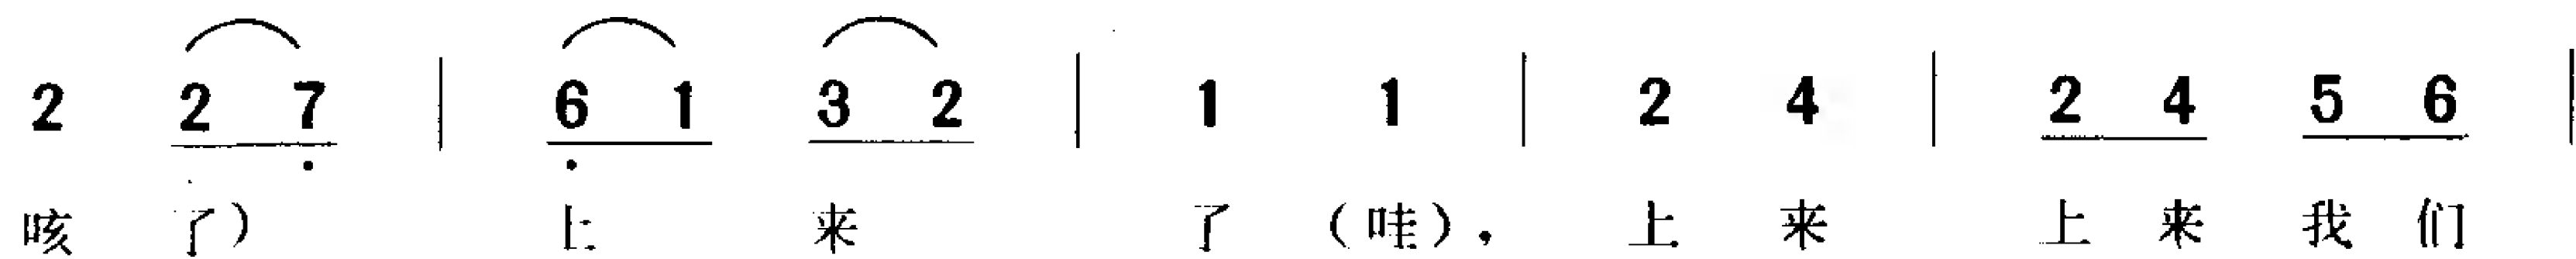 2 2 7 | 6 1 3 2 | 1 1 | 2 4 | 2 4 5 6 |
咳 了） 上 来 了 （哇）， 上 来 上 来 我 们